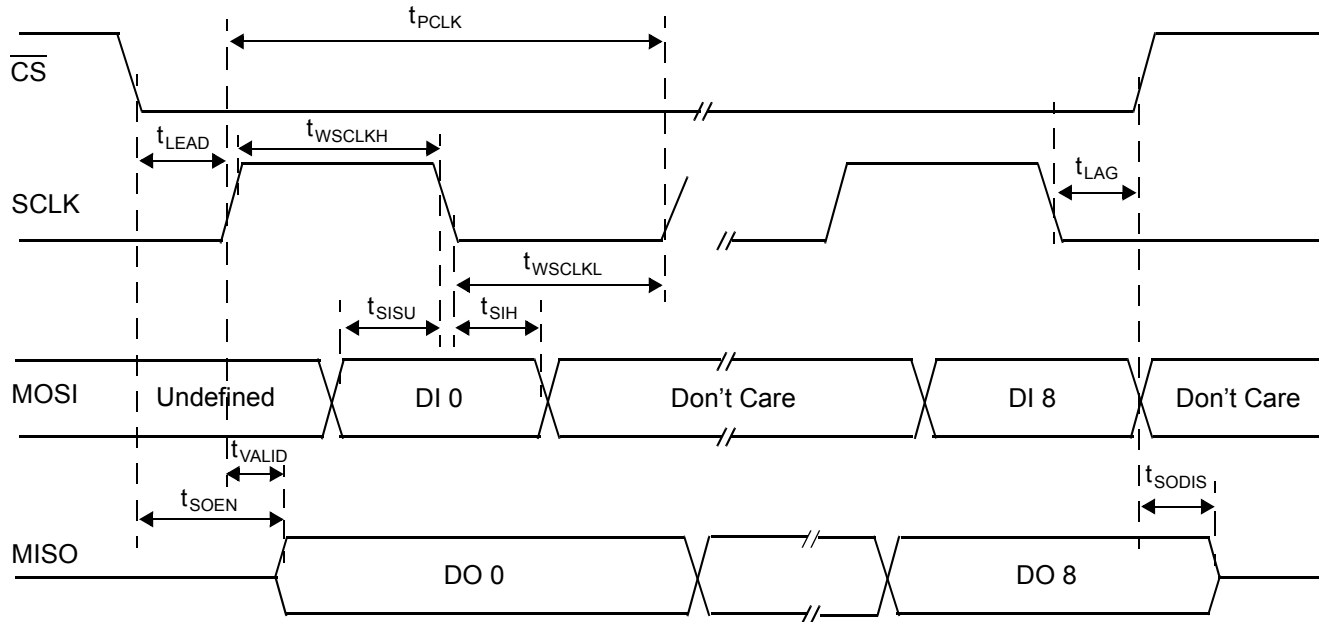 tPCLK
CS
tLEAD
tWSCLKH
tLAG
SCLK
tWSCLKL
tSISU
tSIH
MOSI
Undefined
DI 0
Don't Care
DI 8
Don't Care
tVALID
tSOEN
tSODIS
MISO
DO 0
DO 8